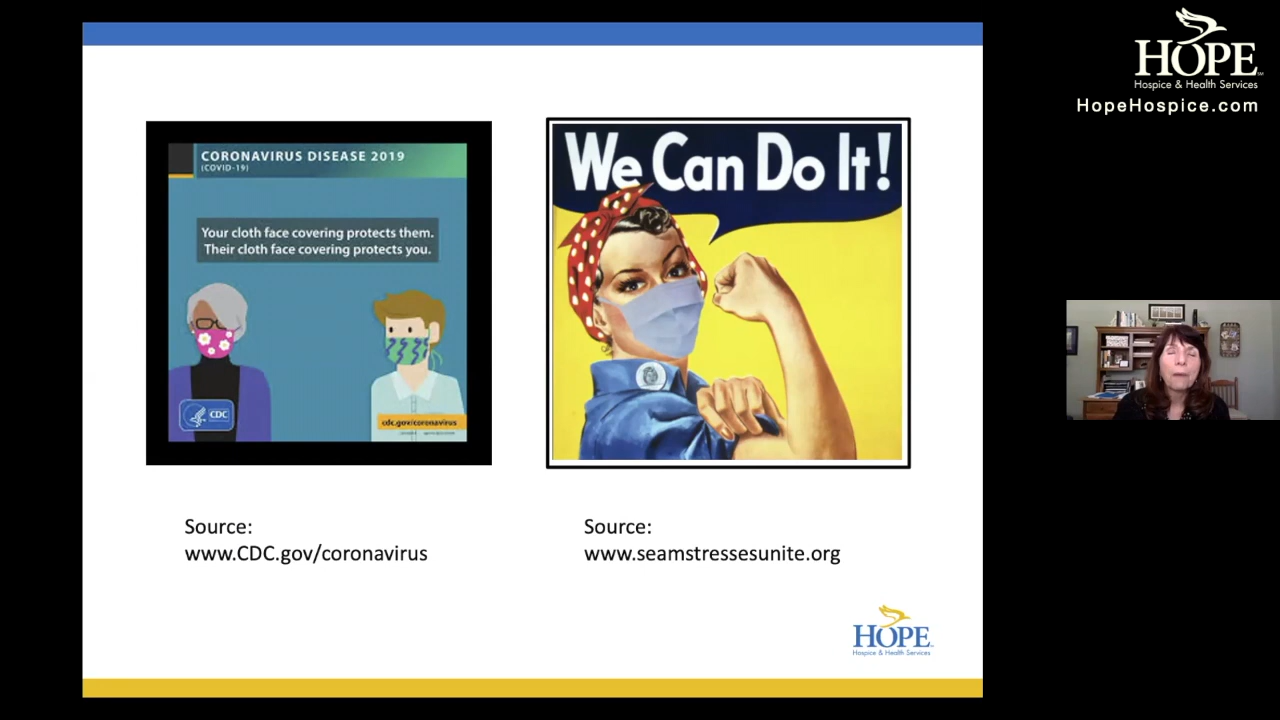 CORONAVIRUS DISEASE 2019
(COVID-19)
Your cloth face covering protects them.
Their cloth face covering protects you.
CDC
cdc.gov/coronavirus
We Can Do It!
Source:
www.CDC.gov/coronavirus
Source:
www.seamstressesunite.org
HOPE
Hospice & Health Services
HOPE
Hospice & Health Services
HopeHospice.com